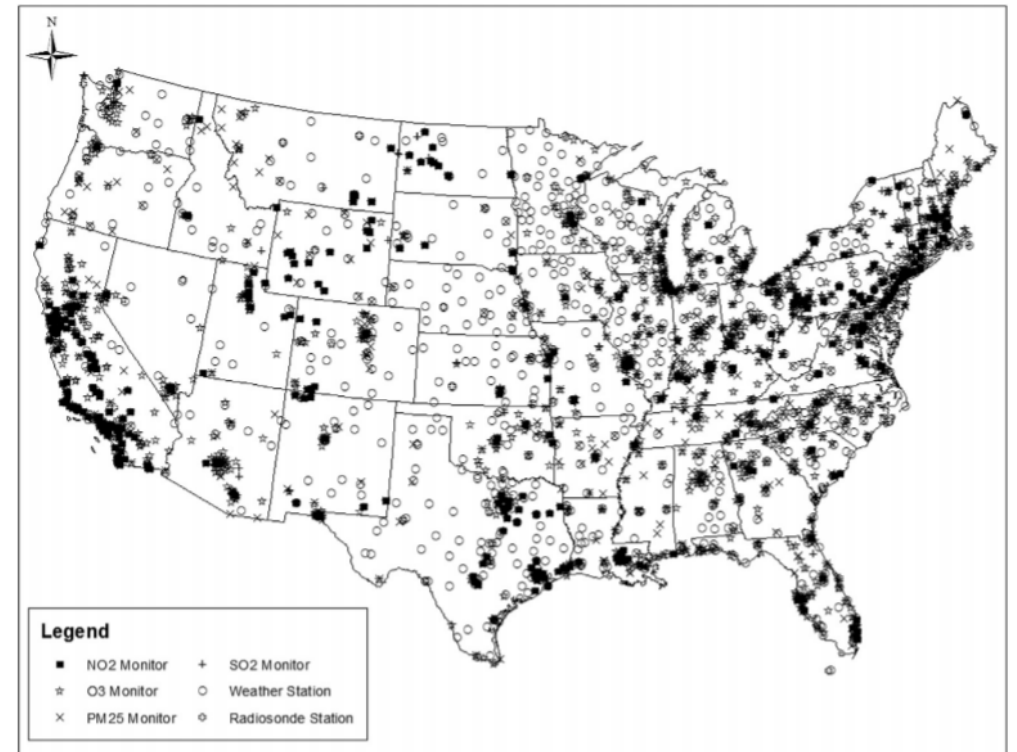 N
Legend
NO2 Monitor
SO2 Monitor
O3 Monitor
Weather Station
PM25 Monitor
Radiosonde Station